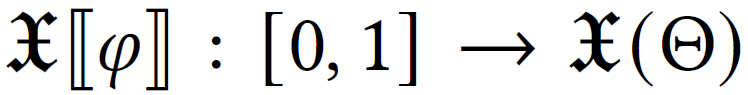 𝕏⟦φ⟧ : [0, 1] → 𝕏(Θ)